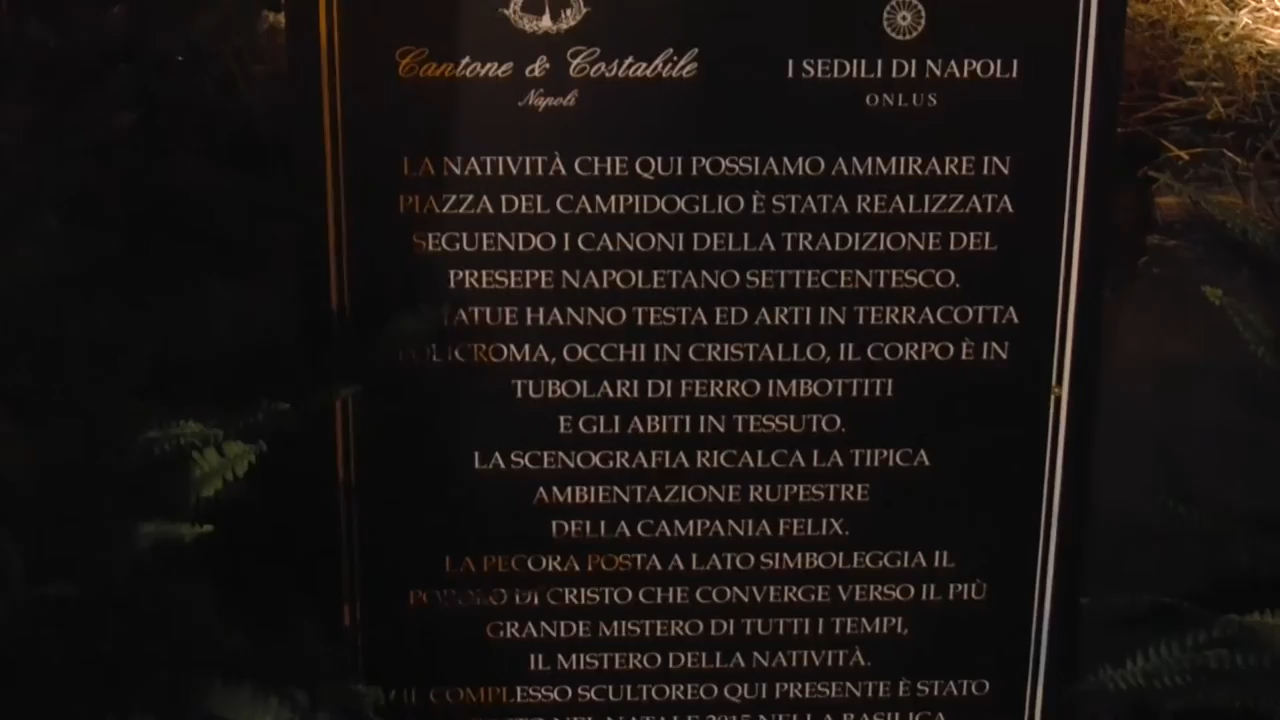 Cantone & Costabile
Napoli
I SEDILI DI NAPOLI
ONLUS
LA NATIVITÀ CHE QUI POSSIAMO AMMIRARE IN
PIAZZA DEL CAMPIDOGLIO È STATA REALIZZATA
SEGUENDO I CANONI DELLA TRADIZIONE DEL
PRESEPE NAPOLETANO SETTECENTESCO.
HANNO TESTA ED ARTI IN TERRACOTTA
POLICROMA, OCCHI IN CRISTALLO, IL CORPO È IN
TUBOLARI DI FERRO IMBOTTITI
E GLI ABITI IN TESSUTO.
LA SCENOGRAFIA RICALCA LA TIPICA
AMBIENTAZIONE RUPESTRE
DELLA CAMPANIA FELIX.
LA PECORA POSTA A LATO SIMBOLEGGIA IL
POPOLO DI CRISTO CHE CONVERGE VERSO IL PIÙ
GRANDE MISTERO DI TUTTI I TEMPI,
IL MISTERO DELLA NATIVITÀ.
IL COMPLESSO SCULTOREO QUI PRESENTE È STATO
NEL NATALE 2015 NELLA BASILICA